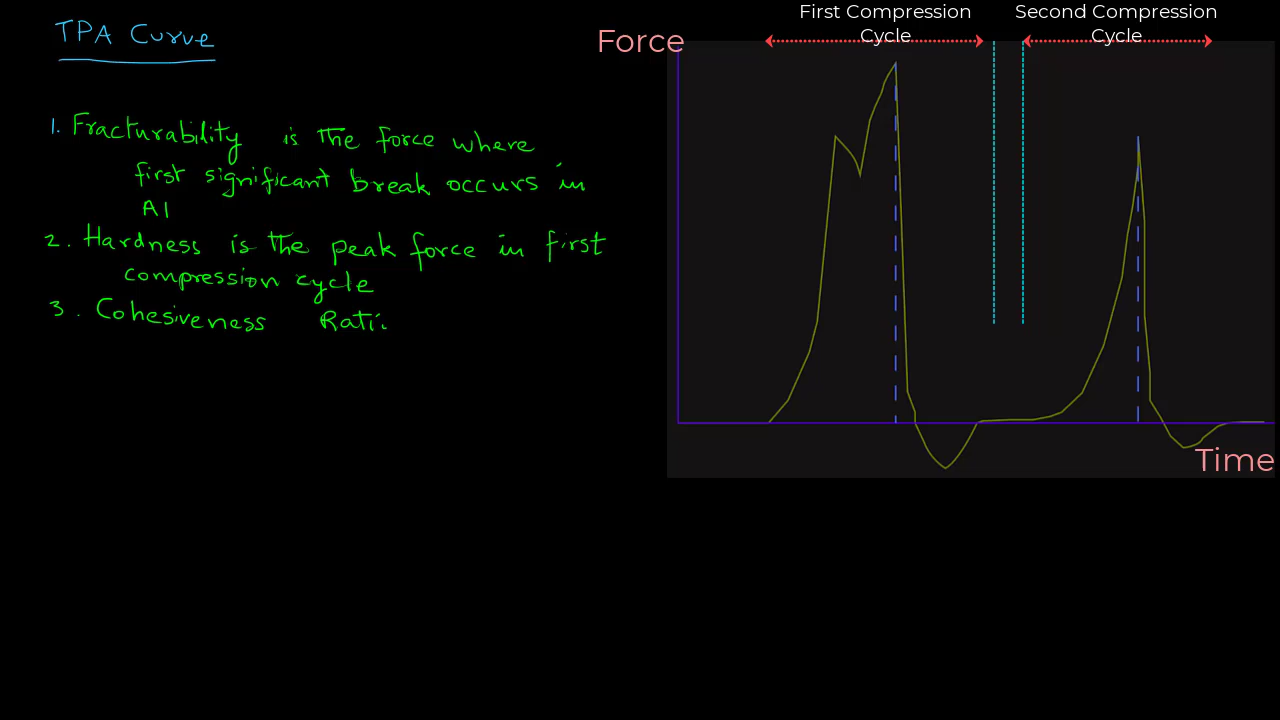 TPA Curve
1. Fracturability is the force where
first significant break occurs in
A1
2. Hardness is the peak force in first
compression cycle
3. Cohesiveness Rati
Force
First Compression
Cycle
Second Compression
Cycle
Time